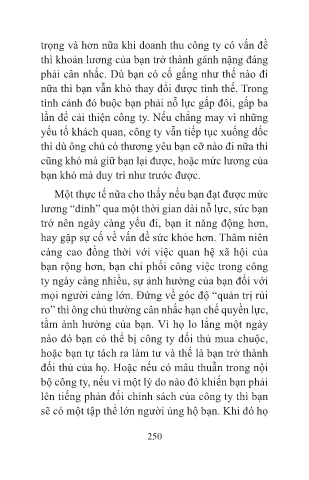 trọng và hơn nữa khi doanh thu công ty có vấn đề
thì khoản lương của bạn trở thành gánh nặng đáng
phải cân nhắc. Dù bạn có cố gắng như thế nào đi
nữa thì bạn vẫn khó thay đổi được tình thế. Trong
tình cảnh đó buộc bạn phải nỗ lực gấp đôi, gấp ba
lần để cải thiện công ty. Nếu chẳng may vì những
yếu tố khách quan, công ty vẫn tiếp tục xuống dốc
thì dù ông chủ có thương yêu bạn cỡ nào đi nữa thì
cũng khó mà giữ bạn lại được, hoặc mức lương của
bạn khó mà duy trì như trước được.
Một thực tế nữa cho thấy nếu bạn đạt được mức
lương “đỉnh” qua một thời gian dài nỗ lực, sức bạn
trở nên ngày càng yếu đi, bạn ít năng động hơn,
hay gặp sự cố về vấn đề sức khỏe hơn. Thâm niên
càng cao đồng thời với việc quan hệ xã hội của
bạn rộng hơn, bạn chi phối công việc trong công
ty ngày càng nhiều, sự ảnh hưởng của bạn đối với
mọi người càng lớn. Đứng về góc độ “quản trị rủi
ro” thì ông chủ thường cân nhắc hạn chế quyền lực,
tầm ảnh hưởng của bạn. Vì họ lo lắng một ngày
nào đó bạn có thể bị công ty đối thủ mua chuộc,
hoặc bạn tự tách ra làm tư và thế là bạn trở thành
đối thủ của họ. Hoặc nếu có mâu thuẫn trong nội
bộ công ty, nếu vì một lý do nào đó khiến bạn phải
lên tiếng phản đối chính sách của công ty thì bạn
sẽ có một tập thể lớn người ủng hộ bạn. Khi đó họ
250